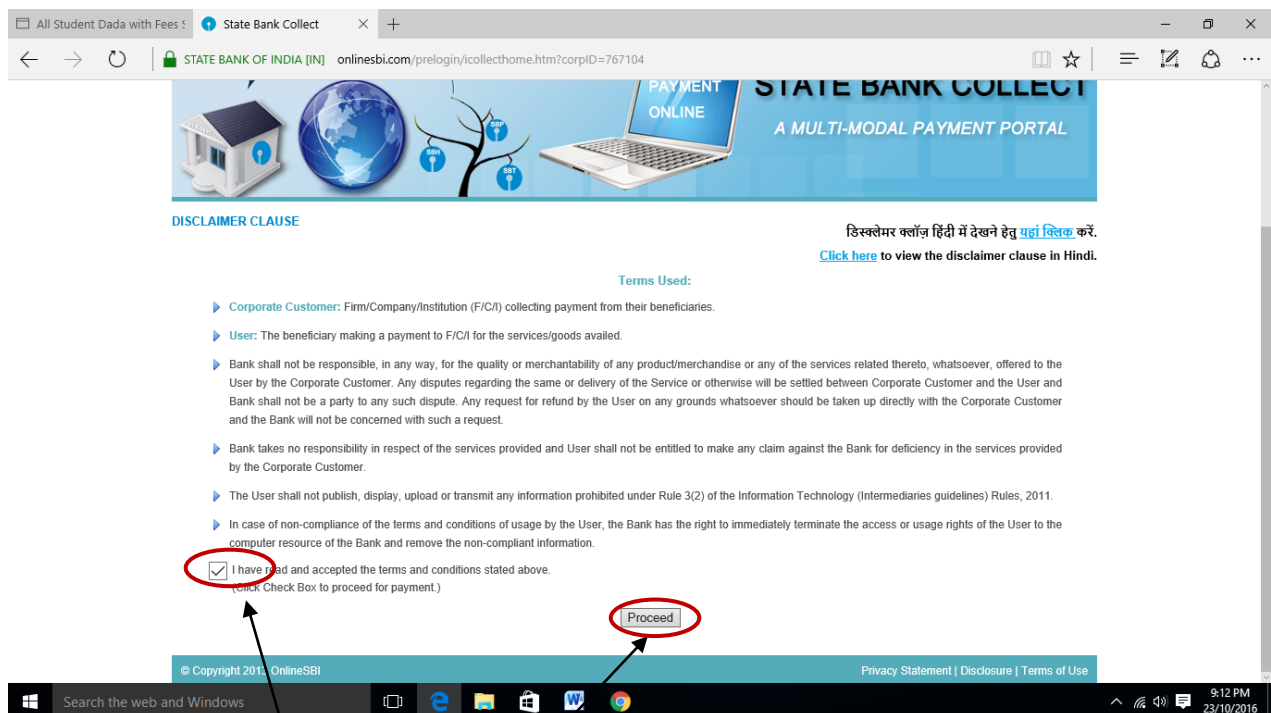 All Student Dada with Fees S
State Bank Collect
STATE BANK OF INDIA [IN] onlinesbi.com/prelogin/icollecthome.htm?corpID=767104
PAYMENT
ONLINE
STATE BANK COLLECT
A MULTI-MODAL PAYMENT PORTAL
SBP
SBH
SBT
DISCLAIMER CLAUSE
डिस्क्लेमर क्लॉज़ हिंदी में देखने हेतु यहां क्लिक करें.
Click here to view the disclaimer clause in Hindi.
Terms Used:
Corporate Customer: Firm/Company/Institution (F/C/I) collecting payment from their beneficiaries.
User: The beneficiary making a payment to F/C/I for the services/goods availed.
Bank shall not be responsible, in any way, for the quality or merchantability of any product/merchandise or any of the services related thereto, whatsoever, offered to the
User by the Corporate Customer. Any disputes regarding the same or delivery of the Service or otherwise will be settled between Corporate Customer and the User and
Bank shall not be a party to any such dispute. Any request for refund by the User on any grounds whatsoever should be taken up directly with the Corporate Customer
and the Bank will not be concerned with such a request.
Bank takes no responsibility in respect of the services provided and User shall not be entitled to make any claim against the Bank for deficiency in the services provided
by the Corporate Customer.
The User shall not publish, display, upload or transmit any information prohibited under Rule 3(2) of the Information Technology (Intermediaries guidelines) Rules, 2011.
In case of non-compliance of the terms and conditions of usage by the User, the Bank has the right to immediately terminate the access or usage rights of the User to the
computer resource of the Bank and remove the non-compliant information.
I have read and accepted the terms and conditions stated above.
(Click Check Box to proceed for payment.)
Proceed
© Copyright 2013 OnlineSBI
Privacy Statement | Disclosure | Terms of Use
Search the web and Windows
9:12 PM
23/10/2016